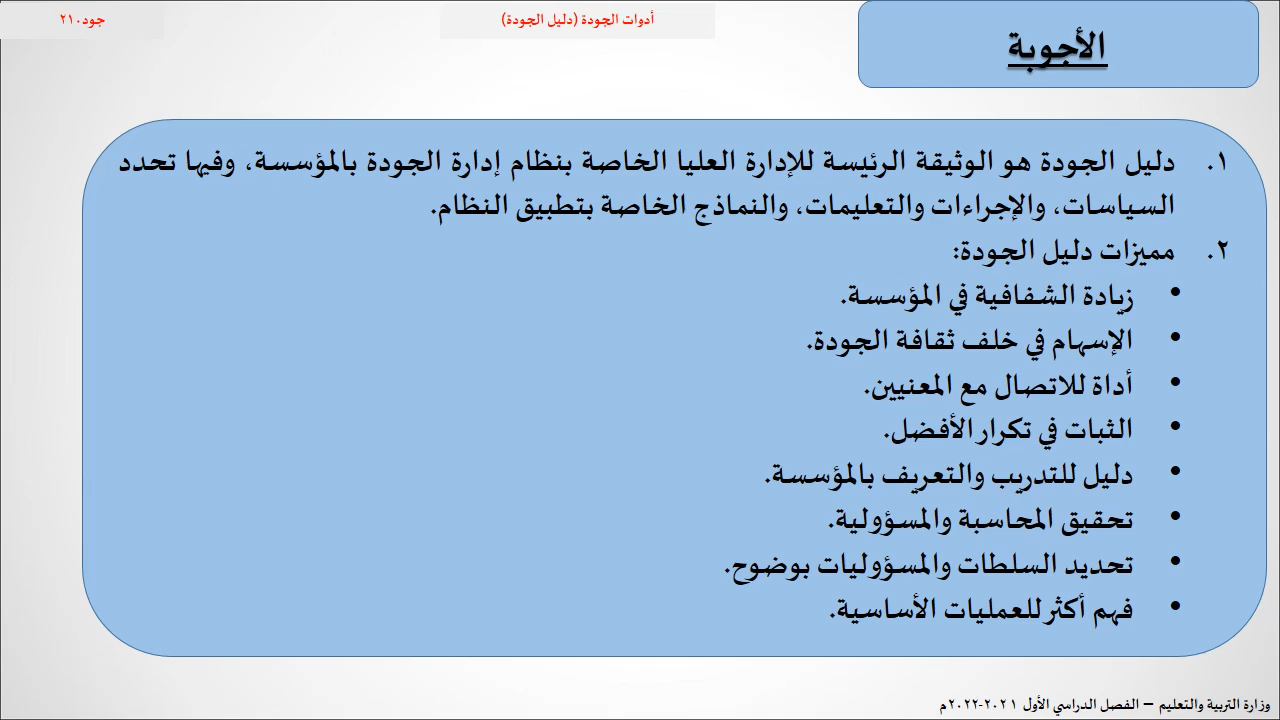 جود٢١٠
أدوات الجودة (دليل الجودة)
الأجوبة
١. دليل الجودة هو الوثيقة الرئيسة للإدارة العليا الخاصة بنظام إدارة الجودة بالمؤسسة، وفيها تحدد
السياسات، والإجراءات والتعليمات، والنماذج الخاصة بتطبيق النظام.
٢. مميزات دليل الجودة:
• زيادة الشفافية في المؤسسة.
• الإسهام في خلف ثقافة الجودة.
• أداة للاتصال مع المعنيين.
• الثبات في تكرار الأفضل.
• دليل للتدريب والتعريف بالمؤسسة.
• تحقيق المحاسبة والمسؤولية.
• تحديد السلطات والمسؤوليات بوضوح.
• فهم أكثر للعمليات الأساسية.
وزارة التربية والتعليم – الفصل الدراسي الأول ٢٠٢١-٢٠٢٢م